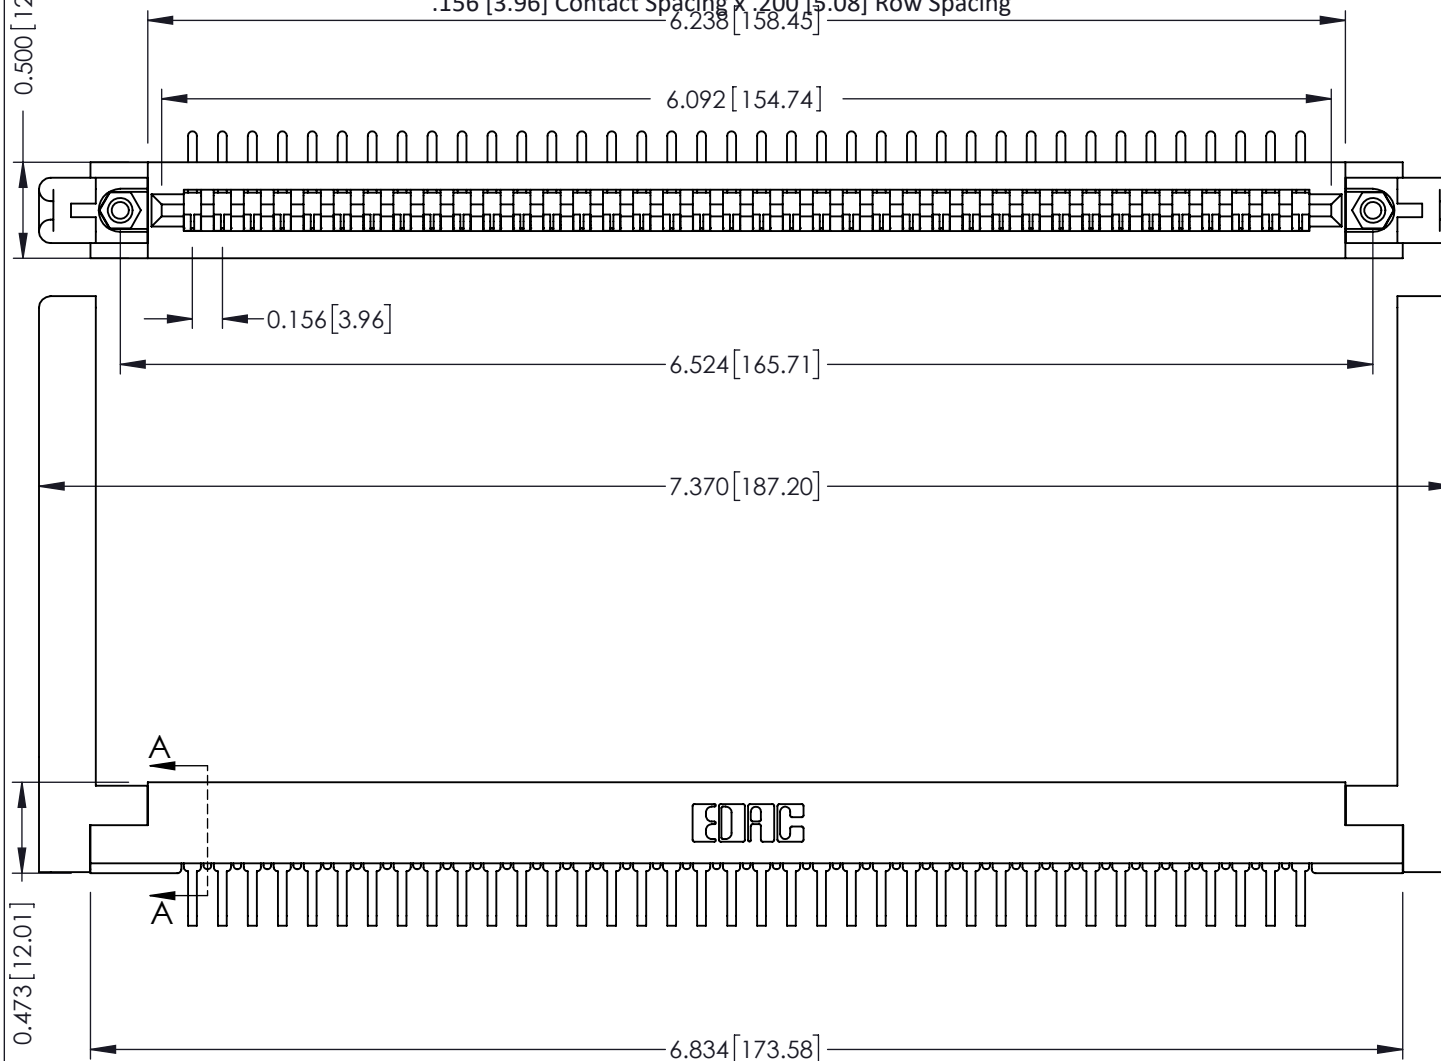 .156 [3.96] Contact Spacing x .200 [5.08] Row Spacing
6.238[158.45]
0.500[12
6.092[154.74]
0.156[3.96]
6.524[165.71]
7.370[187.20]
A
EDAC
A
0.473[12.01]
6.834[173.58]